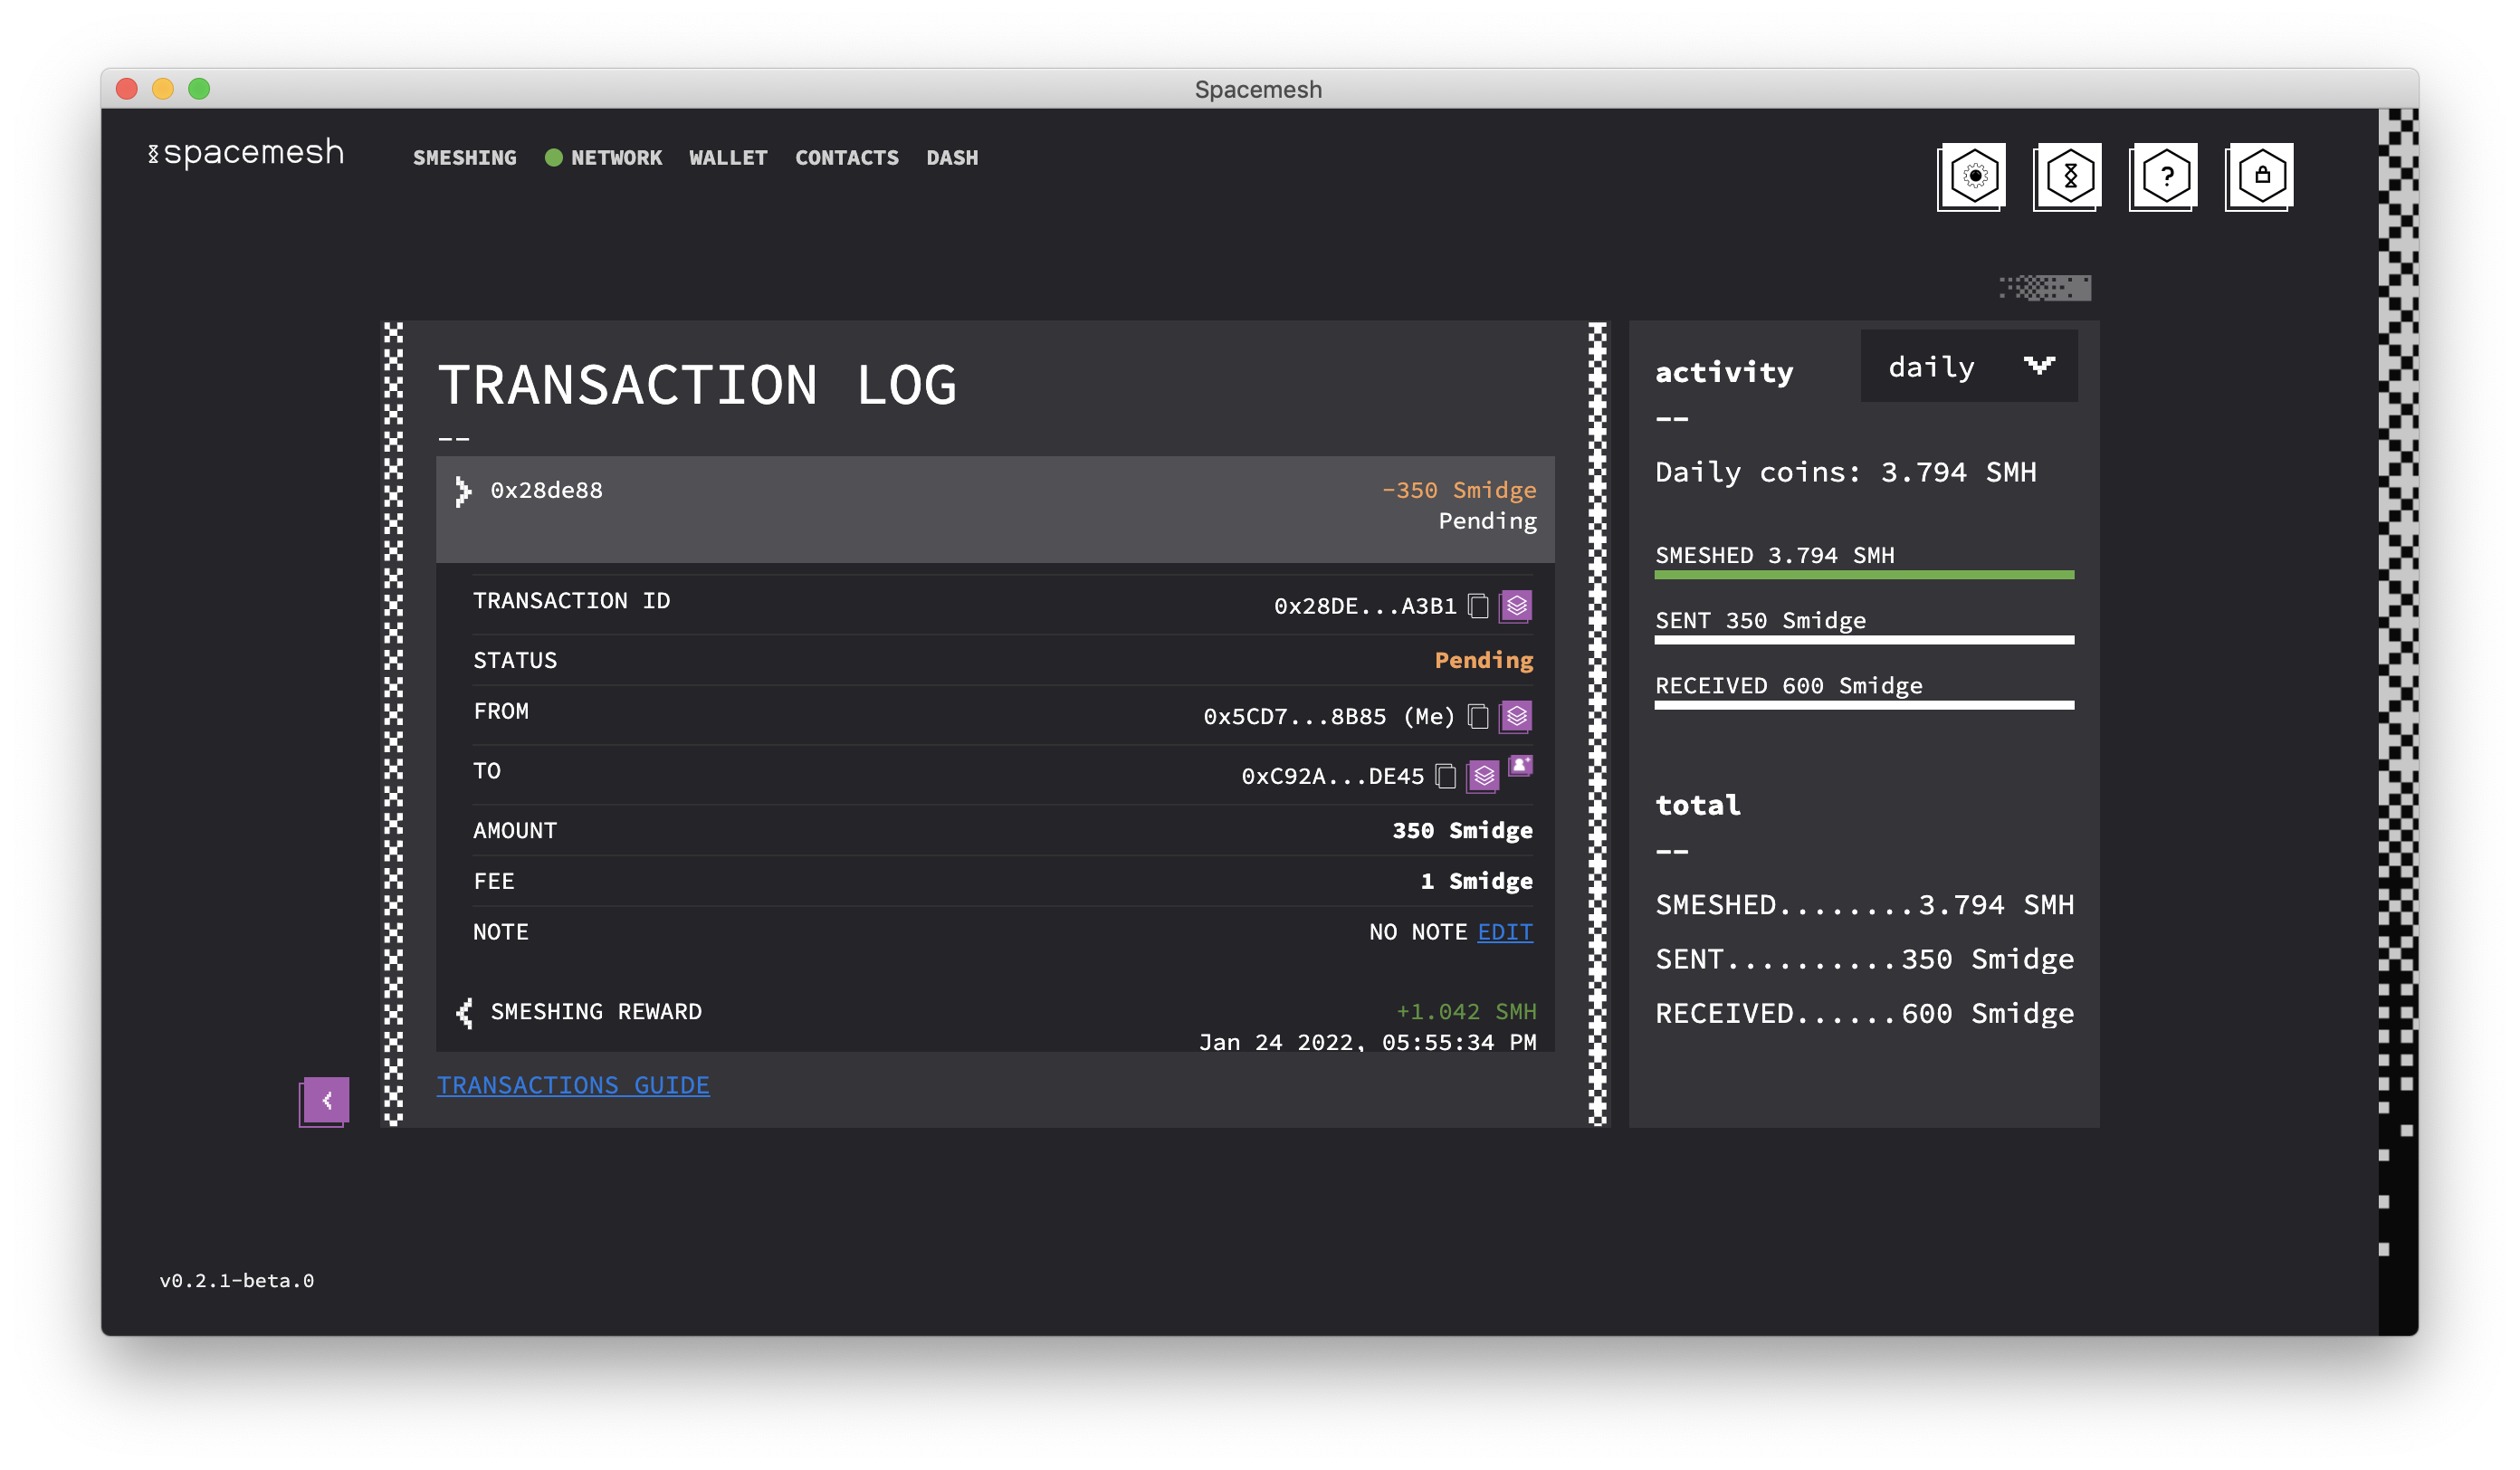 Spacemesh
spacemesh
SMESHING NETWORK WALLET CONTACTS DASH
?
TRANSACTION LOG
--
0x28de88 -350 Smidge
Pending
TRANSACTION ID 0x28DE...A3B1
STATUS Pending
FROM 0x5CD7...8B85 (Me)
TO 0xC92A...DE45
AMOUNT 350 Smidge
FEE 1 Smidge
NOTE NO NOTE EDIT
SMESHING REWARD +1.042 SMH
Jan 24 2022, 05:55:34 PM
TRANSACTIONS GUIDE
activity daily
--
Daily coins: 3.794 SMH
SMESHED 3.794 SMH
SENT 350 Smidge
RECEIVED 600 Smidge
total
--
SMESHED........3.794 SMH
SENT..........350 Smidge
RECEIVED......600 Smidge
v0.2.1-beta.0